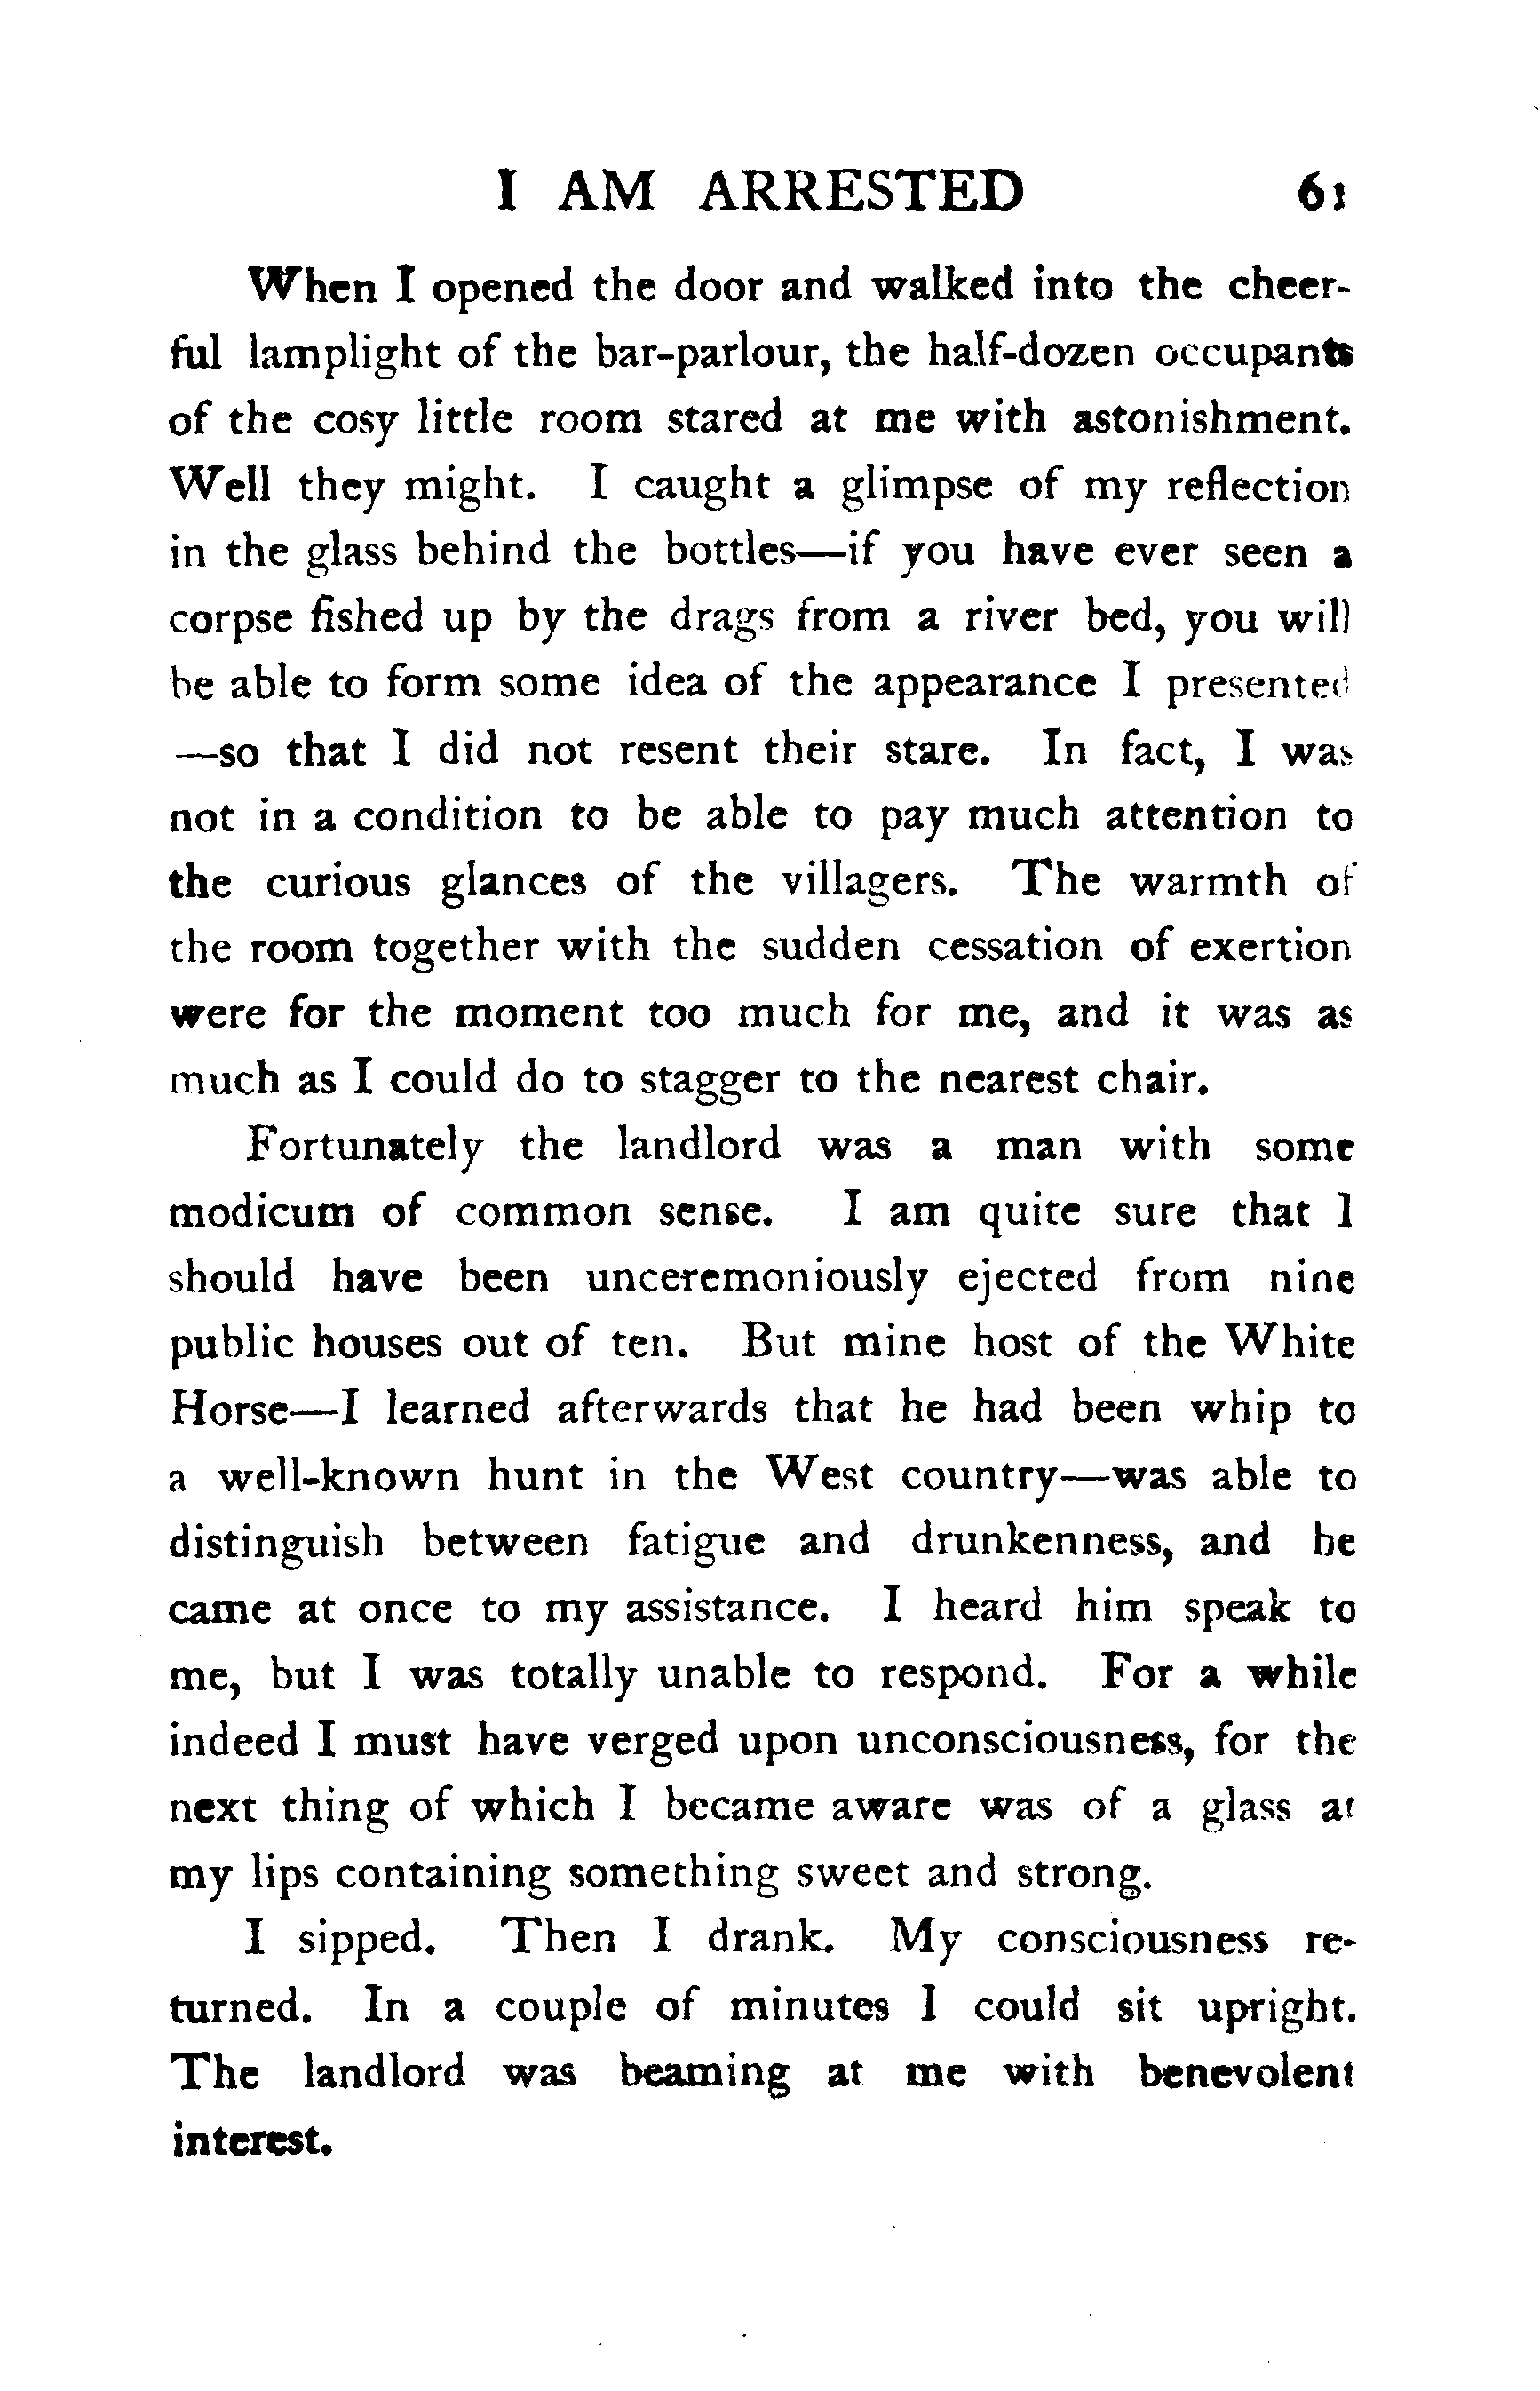 I AM ARRESTED 61
When I opened the door and walked into the cheer-
ful lamplight of the bar-parlour, the half-dozen occupants
of the cosy little room stared at me with astonishment.
Well they might. I caught a glimpse of my reflection
in the glass behind the bottles—if you have ever seen a
corpse fished up by the drags from a river bed, you will
be able to form some idea of the appearance I presented
—so that I did not resent their stare. In fact, I was
not in a condition to be able to pay much attention to
the curious glances of the villagers. The warmth of
the room together with the sudden cessation of exertion
were for the moment too much for me, and it was as
much as I could do to stagger to the nearest chair.
Fortunately the landlord was a man with some
modicum of common sense. I am quite sure that I
should have been unceremoniously ejected from nine
public houses out of ten. But mine host of the White
Horse—I learned afterwards that he had been whip to
a well-known hunt in the West country—was able to
distinguish between fatigue and drunkenness, and he
came at once to my assistance. I heard him speak to
me, but I was totally unable to respond. For a while
indeed I must have verged upon unconsciousness, for the
next thing of which I became aware was of a glass at
my lips containing something sweet and strong.
I sipped. Then I drank. My consciousness re-
turned. In a couple of minutes I could sit upright.
The landlord was beaming at me with benevolent
interest.